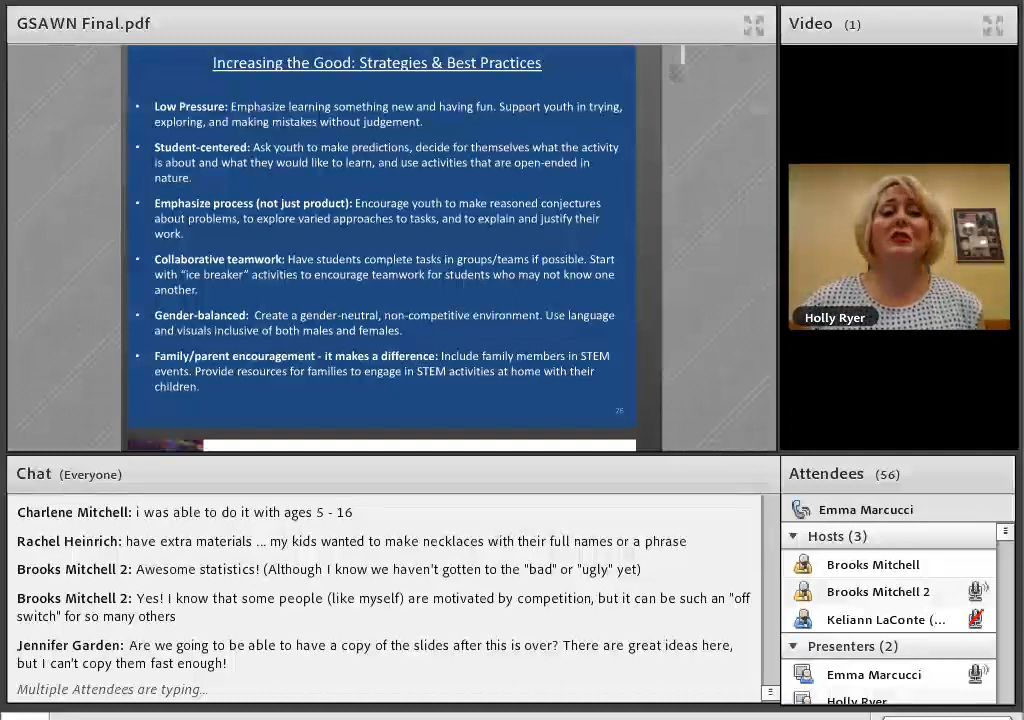 GSAWN Final.pdf
Video (1)
Increasing the Good: Strategies & Best Practices
• Low Pressure: Emphasize learning something new and having fun. Support youth in trying,
exploring, and making mistakes without judgement.
• Student-centered: Ask youth to make predictions, decide for themselves what the activity
is about and what they would like to learn, and use activities that are open-ended in
nature.
• Emphasize process (not just product): Encourage youth to make reasoned conjectures
about problems, to explore varied approaches to tasks, and to explain and justify their
work.
• Collaborative teamwork: Have students complete tasks in groups/teams if possible. Start
with “ice breaker” activities to encourage teamwork for students who may not know one
another.
• Gender-balanced: Create a gender-neutral, non-competitive environment. Use language
and visuals inclusive of both males and females.
• Family/parent encouragement - it makes a difference: Include family members in STEM
events. Provide resources for families to engage in STEM activities at home with their
children.
26
Holly Ryer
Chat (Everyone)
Charlene Mitchell: i was able to do it with ages 5 - 16
Rachel Heinrich: have extra materials ... my kids wanted to make necklaces with their full names or a phrase
Brooks Mitchell 2: Awesome statistics! (Although I know we haven't gotten to the "bad" or "ugly" yet)
Brooks Mitchell 2: Yes! I know that some people (like myself) are motivated by competition, but it can be such an "off
switch" for so many others
Jennifer Garden: Are we going to be able to have a copy of the slides after this is over? There are great ideas here,
but I can't copy them fast enough!
Multiple Attendees are typing...
Attendees (56)
Emma Marcucci
Hosts (3)
Brooks Mitchell
Brooks Mitchell 2
Keliann LaConte (...
Presenters (2)
Emma Marcucci
Holly Ryer